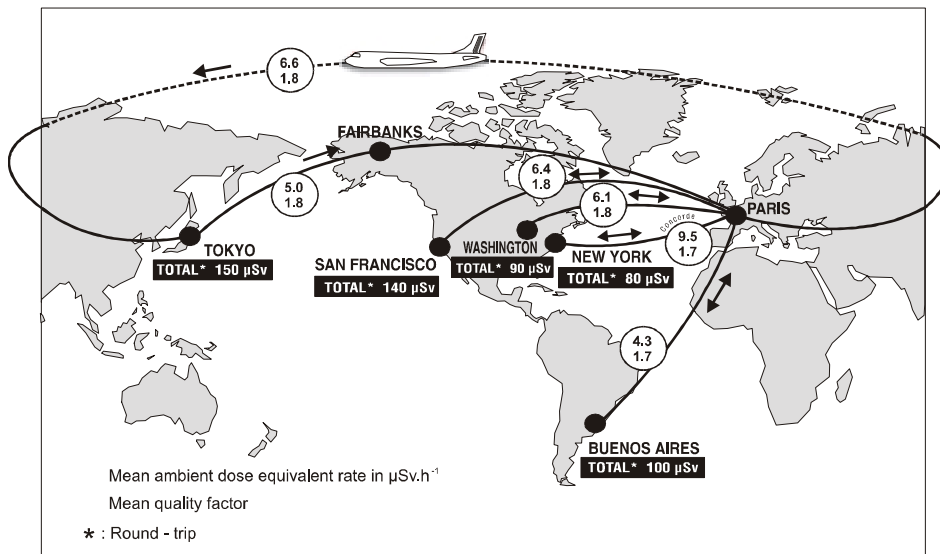 6.6
1.8
FAIRBANKS
5.0
1.8
6.4
1.8
6.1
1.8
PARIS
Concorde
9.5
1.7
TOKYO
TOTAL* 150 µSv
SAN FRANCISCO
TOTAL* 140 µSv
WASHINGTON
TOTAL* 90 µSv
NEW YORK
TOTAL* 80 µSv
4.3
1.7
BUENOS AIRES
TOTAL* 100 µSv
Mean ambient dose equivalent rate in µSv.h⁻¹
Mean quality factor
* : Round - trip